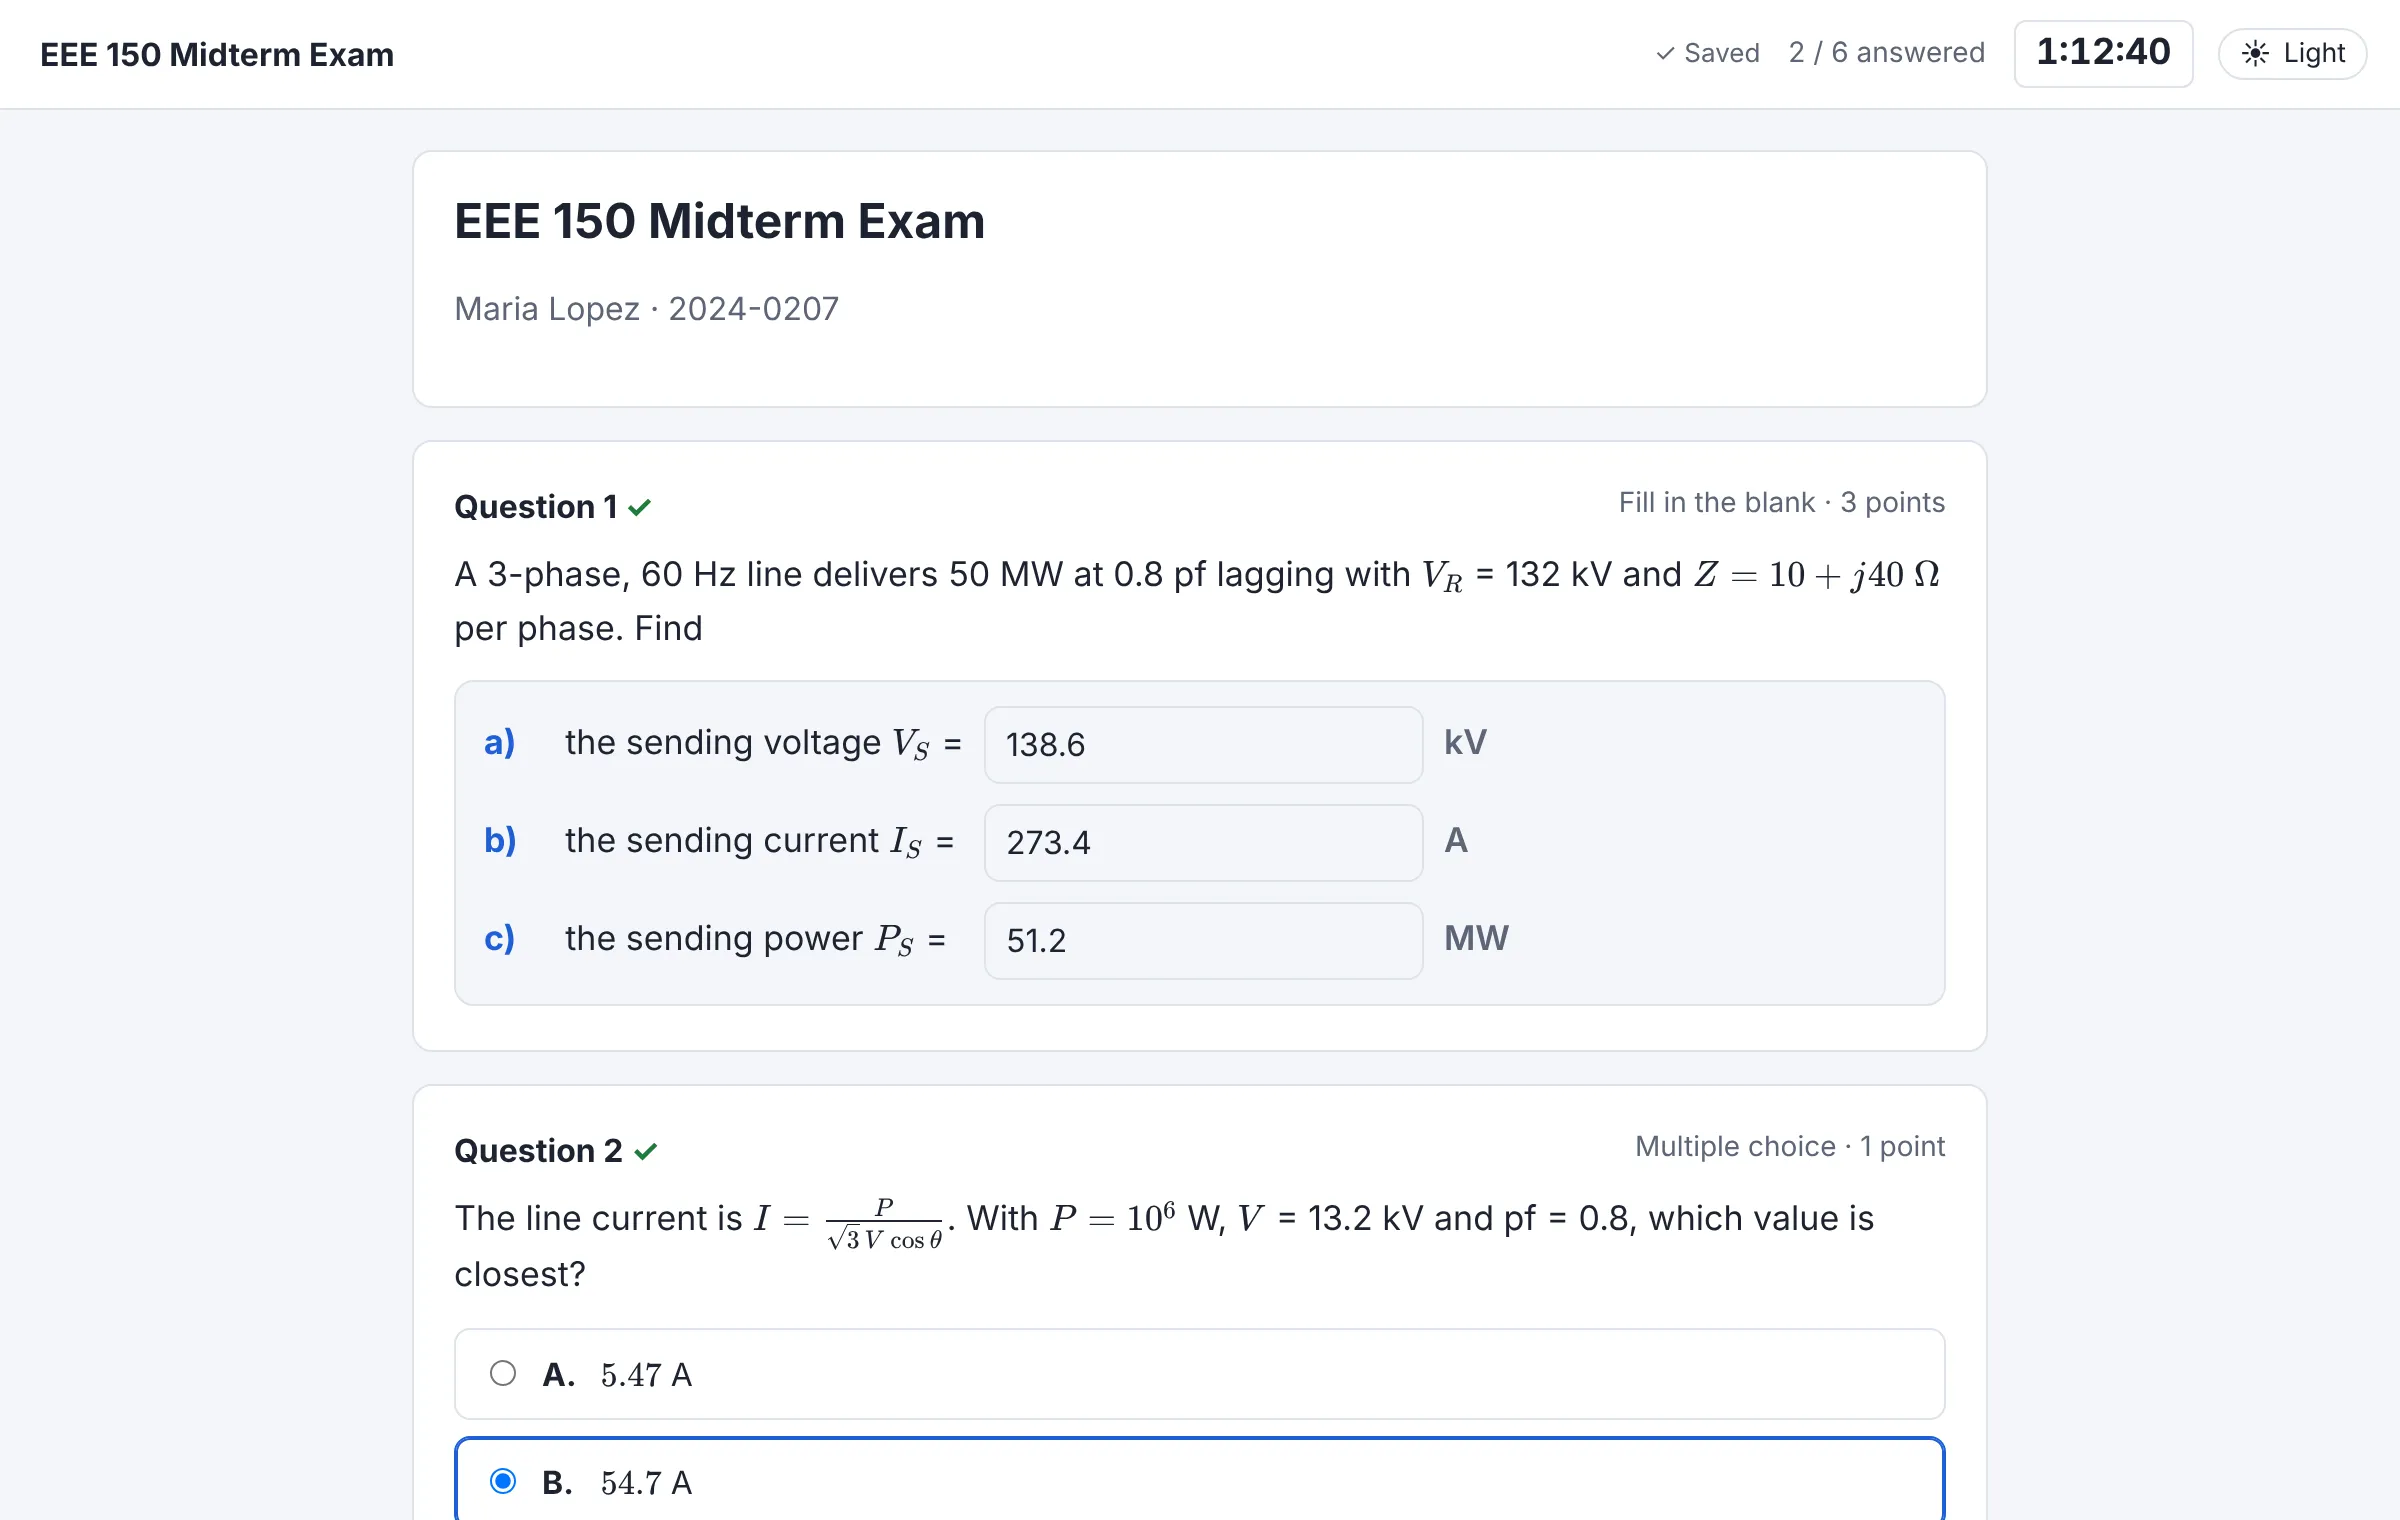 EEE 150 Midterm Exam
✓ Saved 2 / 6 answered 1:12:40 Light
EEE 150 Midterm Exam
Maria Lopez · 2024-0207
Question 1 ✓ Fill in the blank · 3 points
A 3-phase, 60 Hz line delivers 50 MW at 0.8 pf lagging with V_R = 132 kV and Z = 10 + j40 Ω
per phase. Find
a) the sending voltage V_S = 138.6 kV
b) the sending current I_S = 273.4 A
c) the sending power P_S = 51.2 MW
Question 2 ✓ Multiple choice · 1 point
The line current is I = P / (√3 V cos θ). With P = 10⁶ W, V = 13.2 kV and pf = 0.8, which value is
closest?
A. 5.47 A
B. 54.7 A